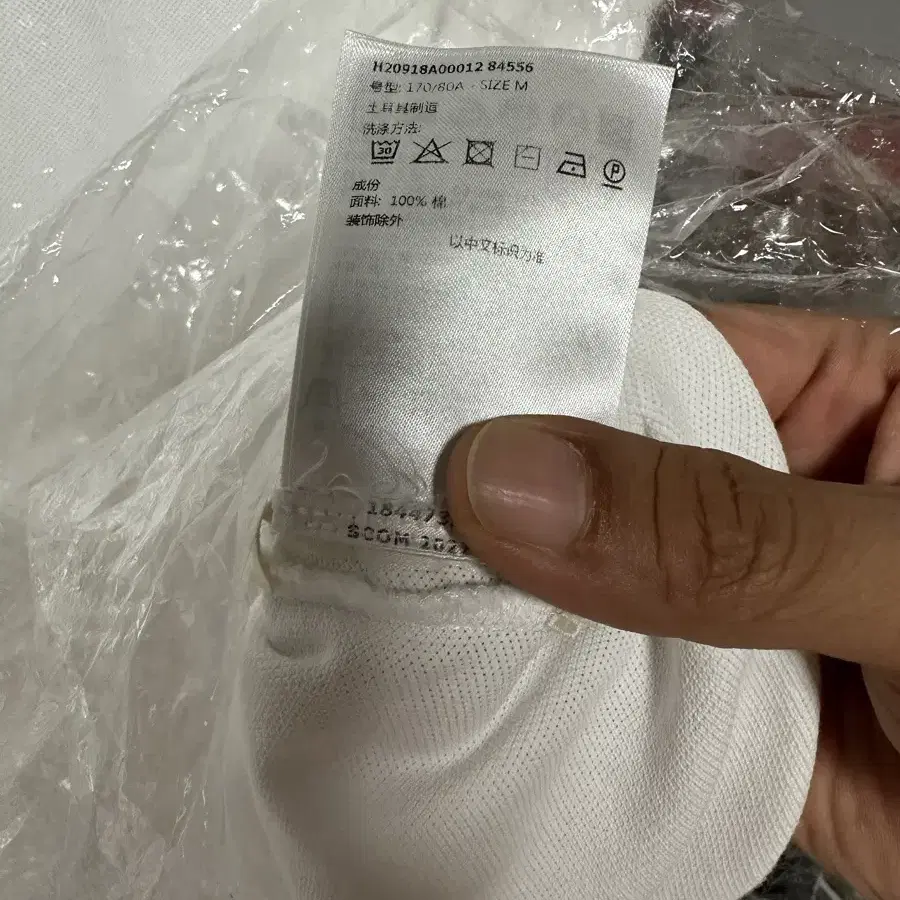 H20918A00012 84556
号型: 170/80A - SIZE M
土耳其制造
洗涤方法:
30
P
成份
面料: 100% 棉
装饰除外
以中文标识为准
SCOM